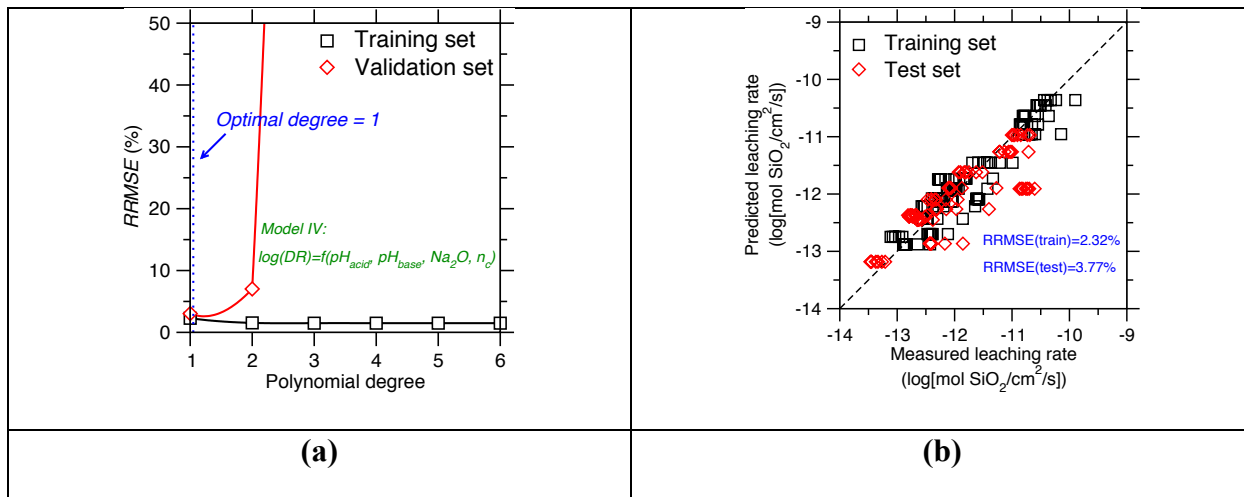 50
40
30
20
10
0
RRMSE (%)
Training set
Validation set
Optimal degree = 1
Model IV:
log(DR)=f(pH_acid, pH_base, Na₂O, n_c)
1 2 3 4 5 6
Polynomial degree
(a)
-9
-10
-11
-12
-13
-14
Predicted leaching rate
(log[mol SiO₂/cm²/s])
Training set
Test set
RRMSE(train)=2.32%
RRMSE(test)=3.77%
-14 -13 -12 -11 -10 -9
Measured leaching rate
(log[mol SiO₂/cm²/s])
(b)